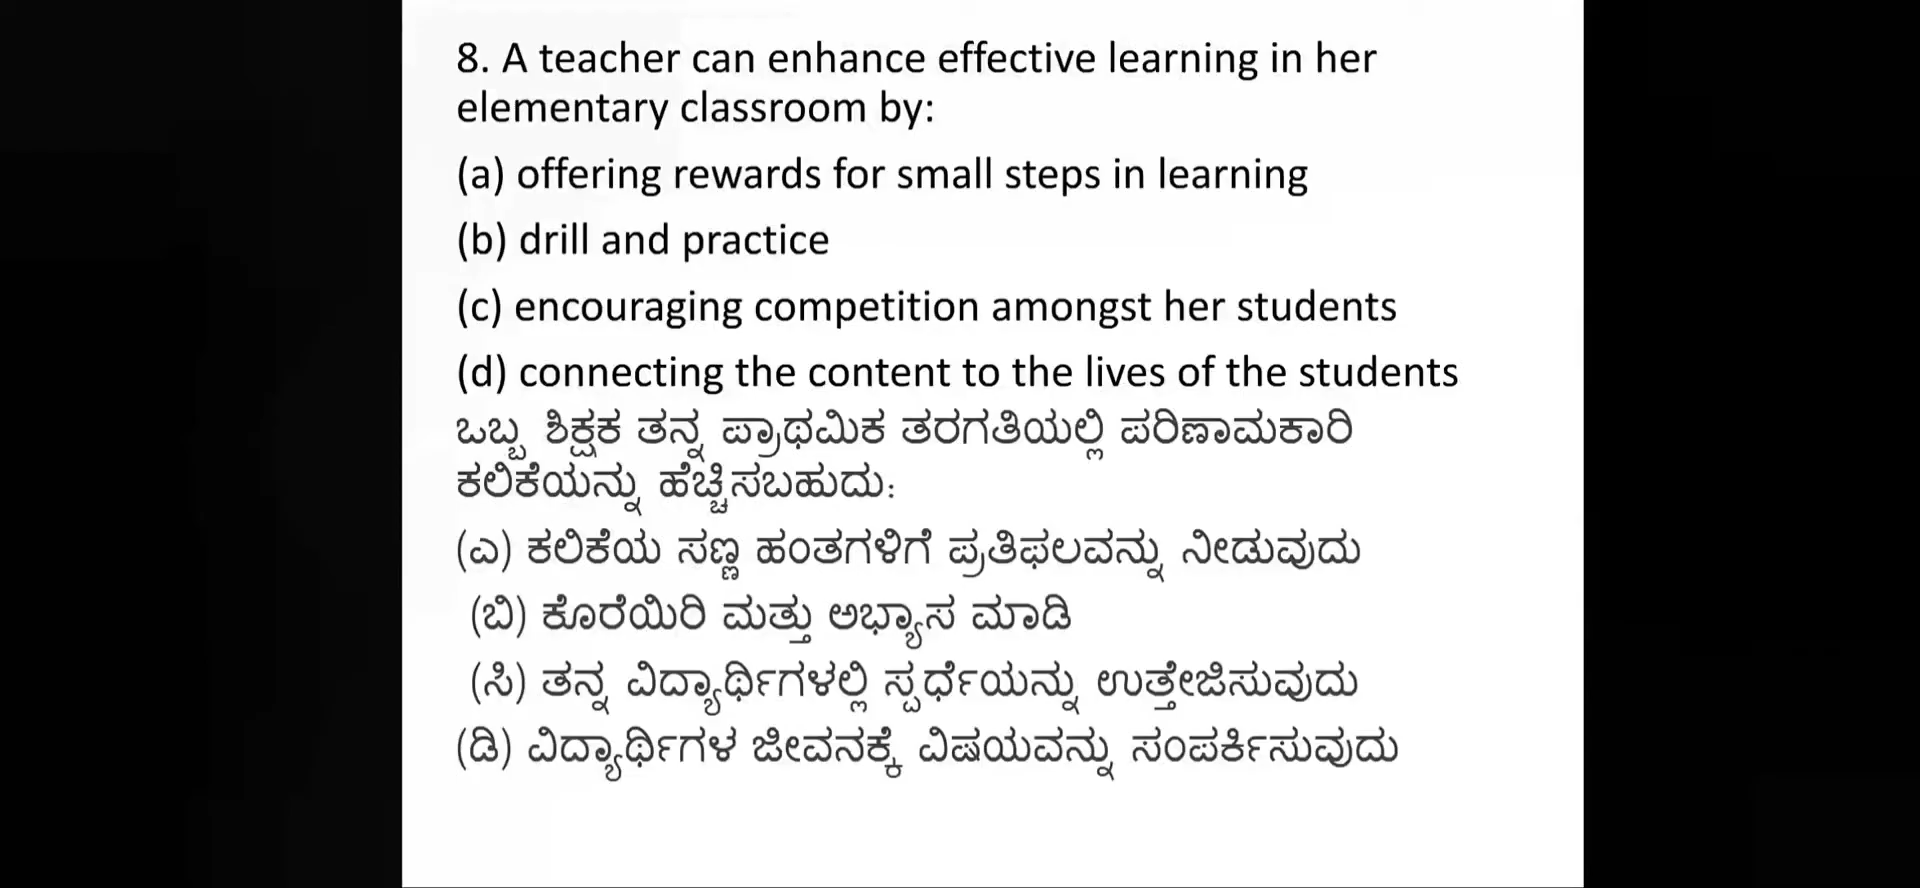 8. A teacher can enhance effective learning in her
elementary classroom by:
(a) offering rewards for small steps in learning
(b) drill and practice
(c) encouraging competition amongst her students
(d) connecting the content to the lives of the students
ಒಬ್ಬ ಶಿಕ್ಷಕ ತನ್ನ ಪ್ರಾಥಮಿಕ ತರಗತಿಯಲ್ಲಿ ಪರಿಣಾಮಕಾರಿ
ಕಲಿಕೆಯನ್ನು ಹೆಚ್ಚಿಸಬಹುದು:
(ಎ) ಕಲಿಕೆಯ ಸಣ್ಣ ಹಂತಗಳಿಗೆ ಪ್ರತಿಫಲವನ್ನು ನೀಡುವುದು
(ಬಿ) ಕೊರೆಯಿರಿ ಮತ್ತು ಅಭ್ಯಾಸ ಮಾಡಿ
(ಸಿ) ತನ್ನ ವಿದ್ಯಾರ್ಥಿಗಳಲ್ಲಿ ಸ್ಪರ್ಧೆಯನ್ನು ಉತ್ತೇಜಿಸುವುದು
(ಡಿ) ವಿದ್ಯಾರ್ಥಿಗಳ ಜೀವನಕ್ಕೆ ವಿಷಯವನ್ನು ಸಂಪರ್ಕಿಸುವುದು